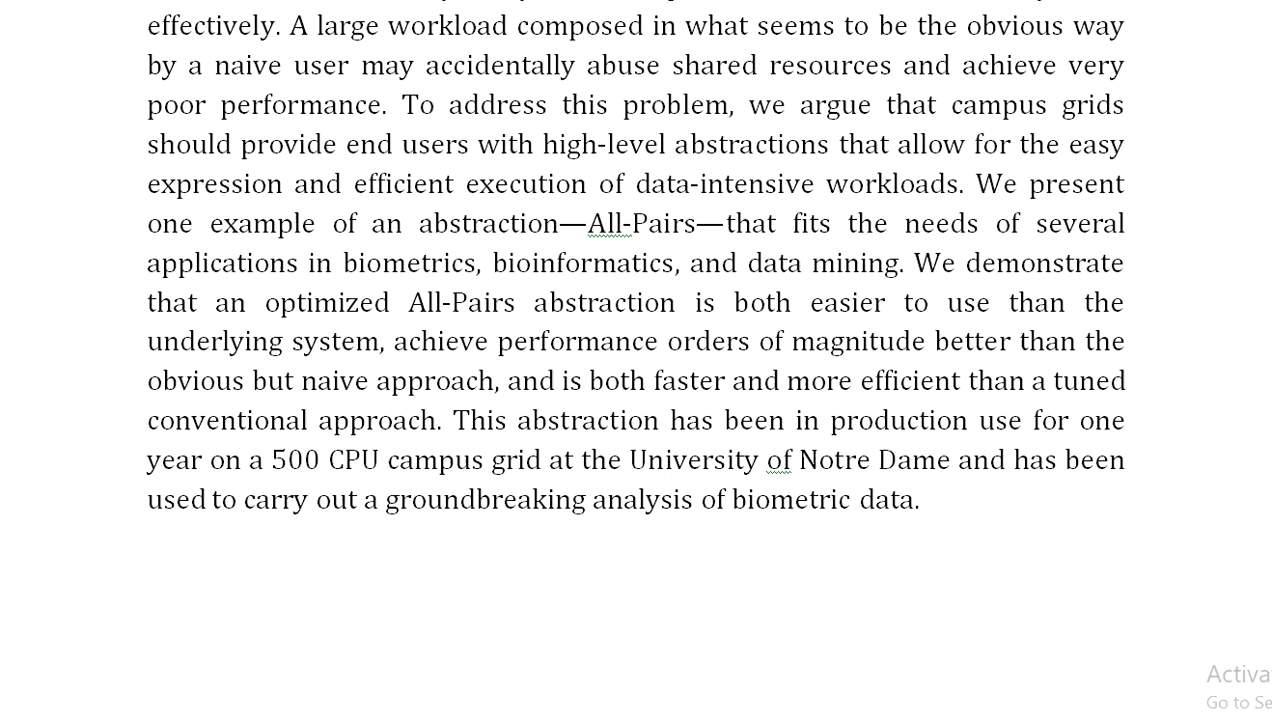 effectively. A large workload composed in what seems to be the obvious way
by a naive user may accidentally abuse shared resources and achieve very
poor performance. To address this problem, we argue that campus grids
should provide end users with high-level abstractions that allow for the easy
expression and efficient execution of data-intensive workloads. We present
one example of an abstraction—All-Pairs—that fits the needs of several
applications in biometrics, bioinformatics, and data mining. We demonstrate
that an optimized All-Pairs abstraction is both easier to use than the
underlying system, achieve performance orders of magnitude better than the
obvious but naive approach, and is both faster and more efficient than a tuned
conventional approach. This abstraction has been in production use for one
year on a 500 CPU campus grid at the University of Notre Dame and has been
used to carry out a groundbreaking analysis of biometric data.
Activa
Go to Se